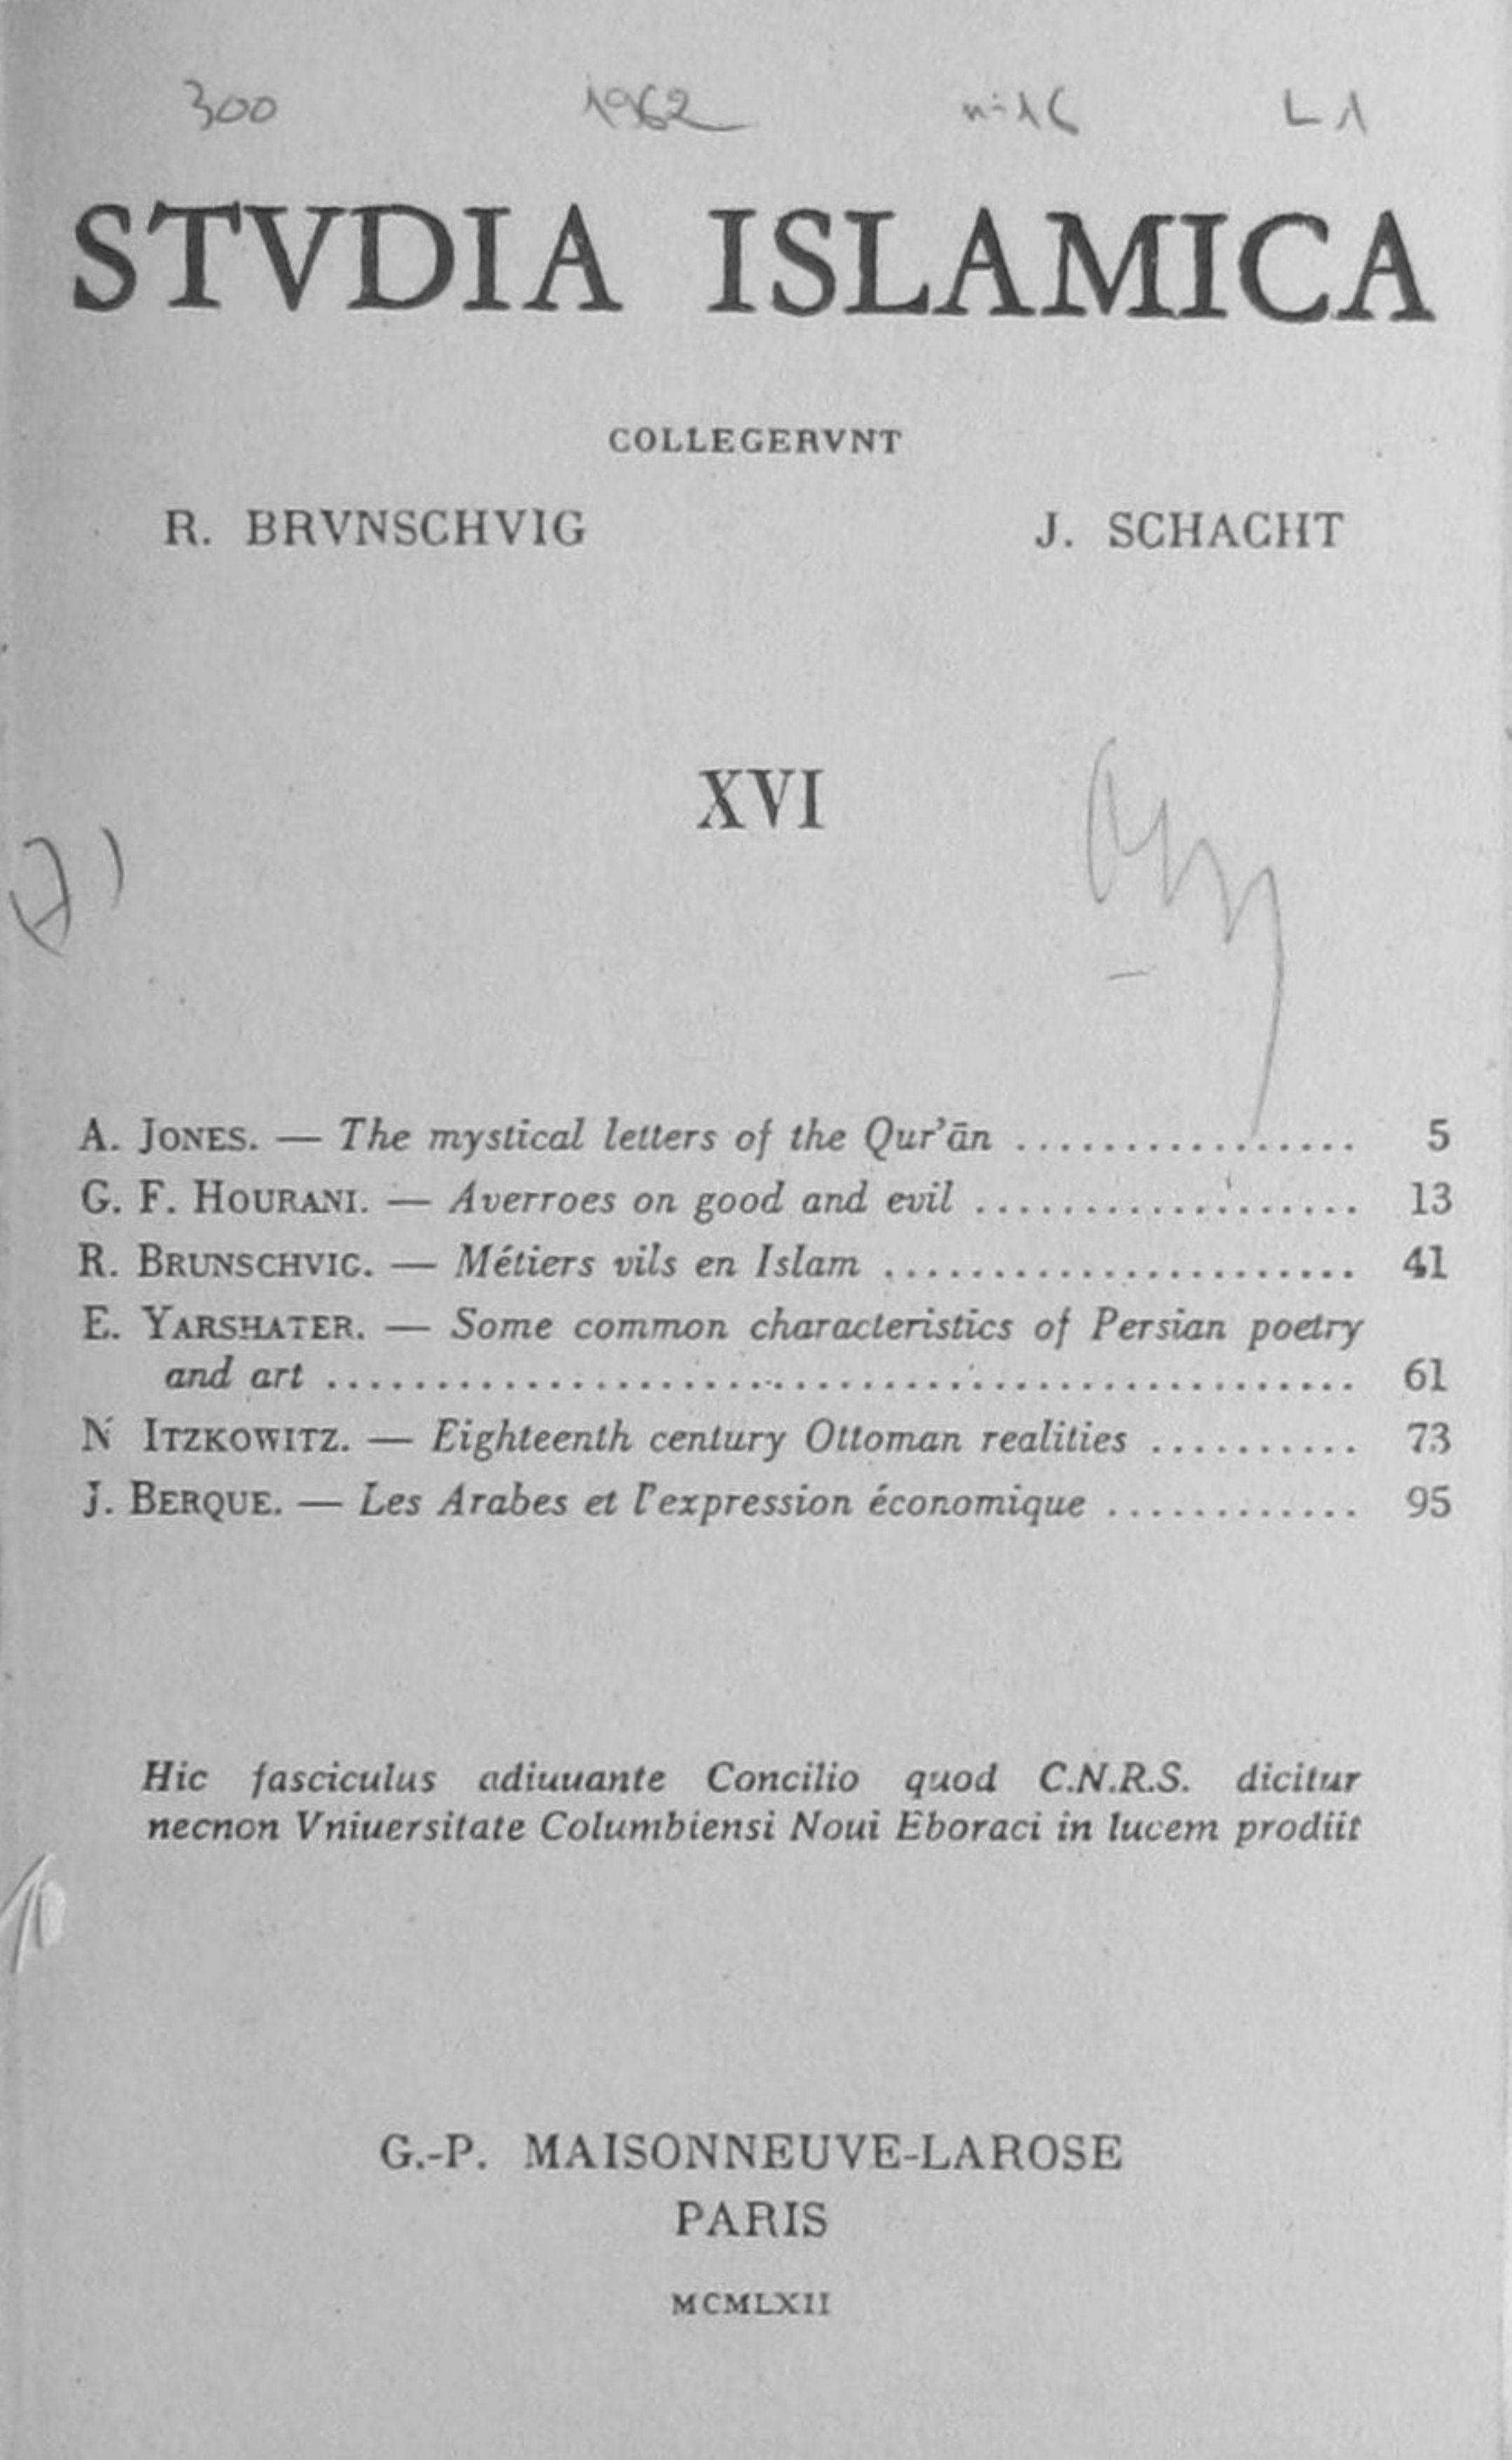 300 1962 n-16 L1
STVDIA ISLAMICA
COLLEGERVNT
R. BRVNSCHVIG J. SCHACHT
XVI
A. JONES. — The mystical letters of the Qur'ān .................. 5
G. F. HOURANI. — Averroes on good and evil .................. 13
R. BRUNSCHVIG. — Métiers vils en Islam ...................... 41
E. YARSHATER. — Some common characteristics of Persian poetry
and art ................................................ 61
N ITZKOWITZ. — Eighteenth century Ottoman realities .......... 73
J. BERQUE. — Les Arabes et l'expression économique ............ 95
Hic fasciculus adiuuante Concilio quod C.N.R.S. dicitur
necnon Vniuersitate Columbiensi Noui Eboraci in lucem prodiit
G.-P. MAISONNEUVE-LAROSE
PARIS
MCMLXII